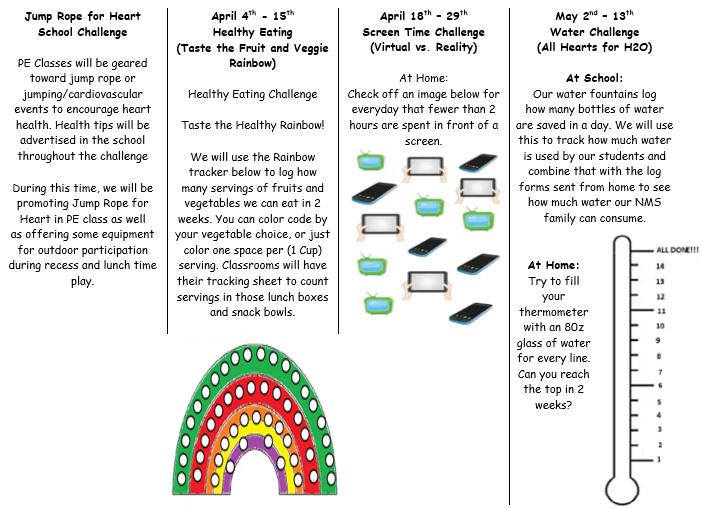 Jump Rope for Heart
School Challenge
PE Classes will be geared
toward jump rope or
jumping/cardiovascular
events to encourage heart
health. Health tips will be
advertised in the school
throughout the challenge
During this time, we will be
promoting Jump Rope for
Heart in PE class as well
as offering some equipment
for outdoor participation
during recess and lunch time
play.
April 4th – 15th
Healthy Eating
(Taste the Fruit and Veggie
Rainbow)
Healthy Eating Challenge
Taste the Healthy Rainbow!
We will use the Rainbow
tracker below to log how
many servings of fruits and
vegetables we can eat in 2
weeks. You can color code by
your vegetable choice, or just
color one space per (1 Cup)
serving. Classrooms will have
their tracking sheet to count
servings in those lunch boxes
and snack bowls.
April 18th – 29th
Screen Time Challenge
(Virtual vs. Reality)
At Home:
Check off an image below for
everyday that fewer than 2
hours are spent in front of a
screen.
May 2nd – 13th
Water Challenge
(All Hearts for H2O)
At School:
Our water fountains log
how many bottles of water
are saved in a day. We will use
this to track how much water
is used by our students and
combine that with the log
forms sent from home to see
how much water our NMS
family can consume.
At Home:
Try to fill
your
thermometer
with an 8oz
glass of water
for every line.
Can you reach
the top in 2
weeks?
ALL DONE!!!
14
13
12
11
10
9
8
7
6
5
4
3
2
1